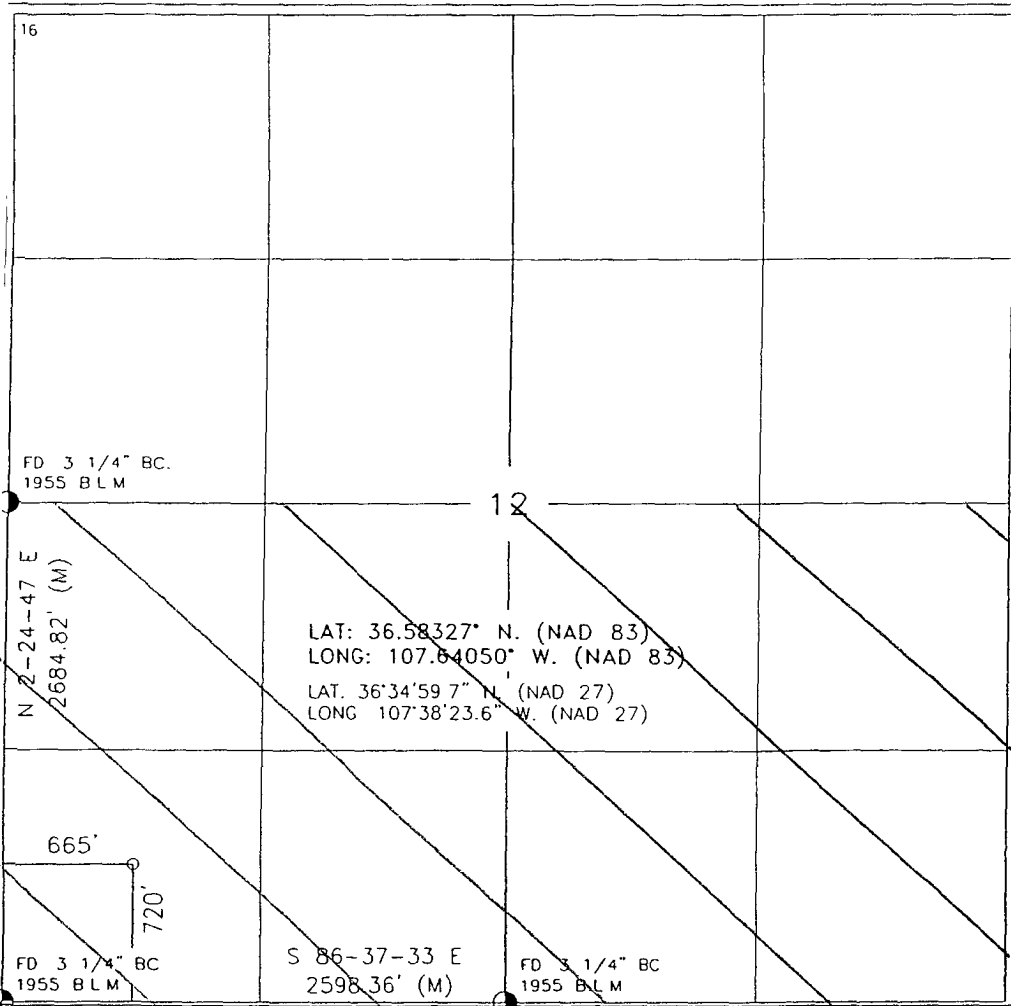 16
FD 3 1/4" BC.
1955 B L M
12
N 2-24-47 E
2684.82' (M)
LAT: 36.58327° N. (NAD 83)
LONG: 107.64050° W. (NAD 83)
LAT. 36°34'59 7" N. (NAD 27)
LONG 107°38'23.6" W. (NAD 27)
665'
720'
FD 3 1/4" BC
1955 B L M
S 86-37-33 E
2598.36' (M)
FD 3 1/4" BC
1955 B L M